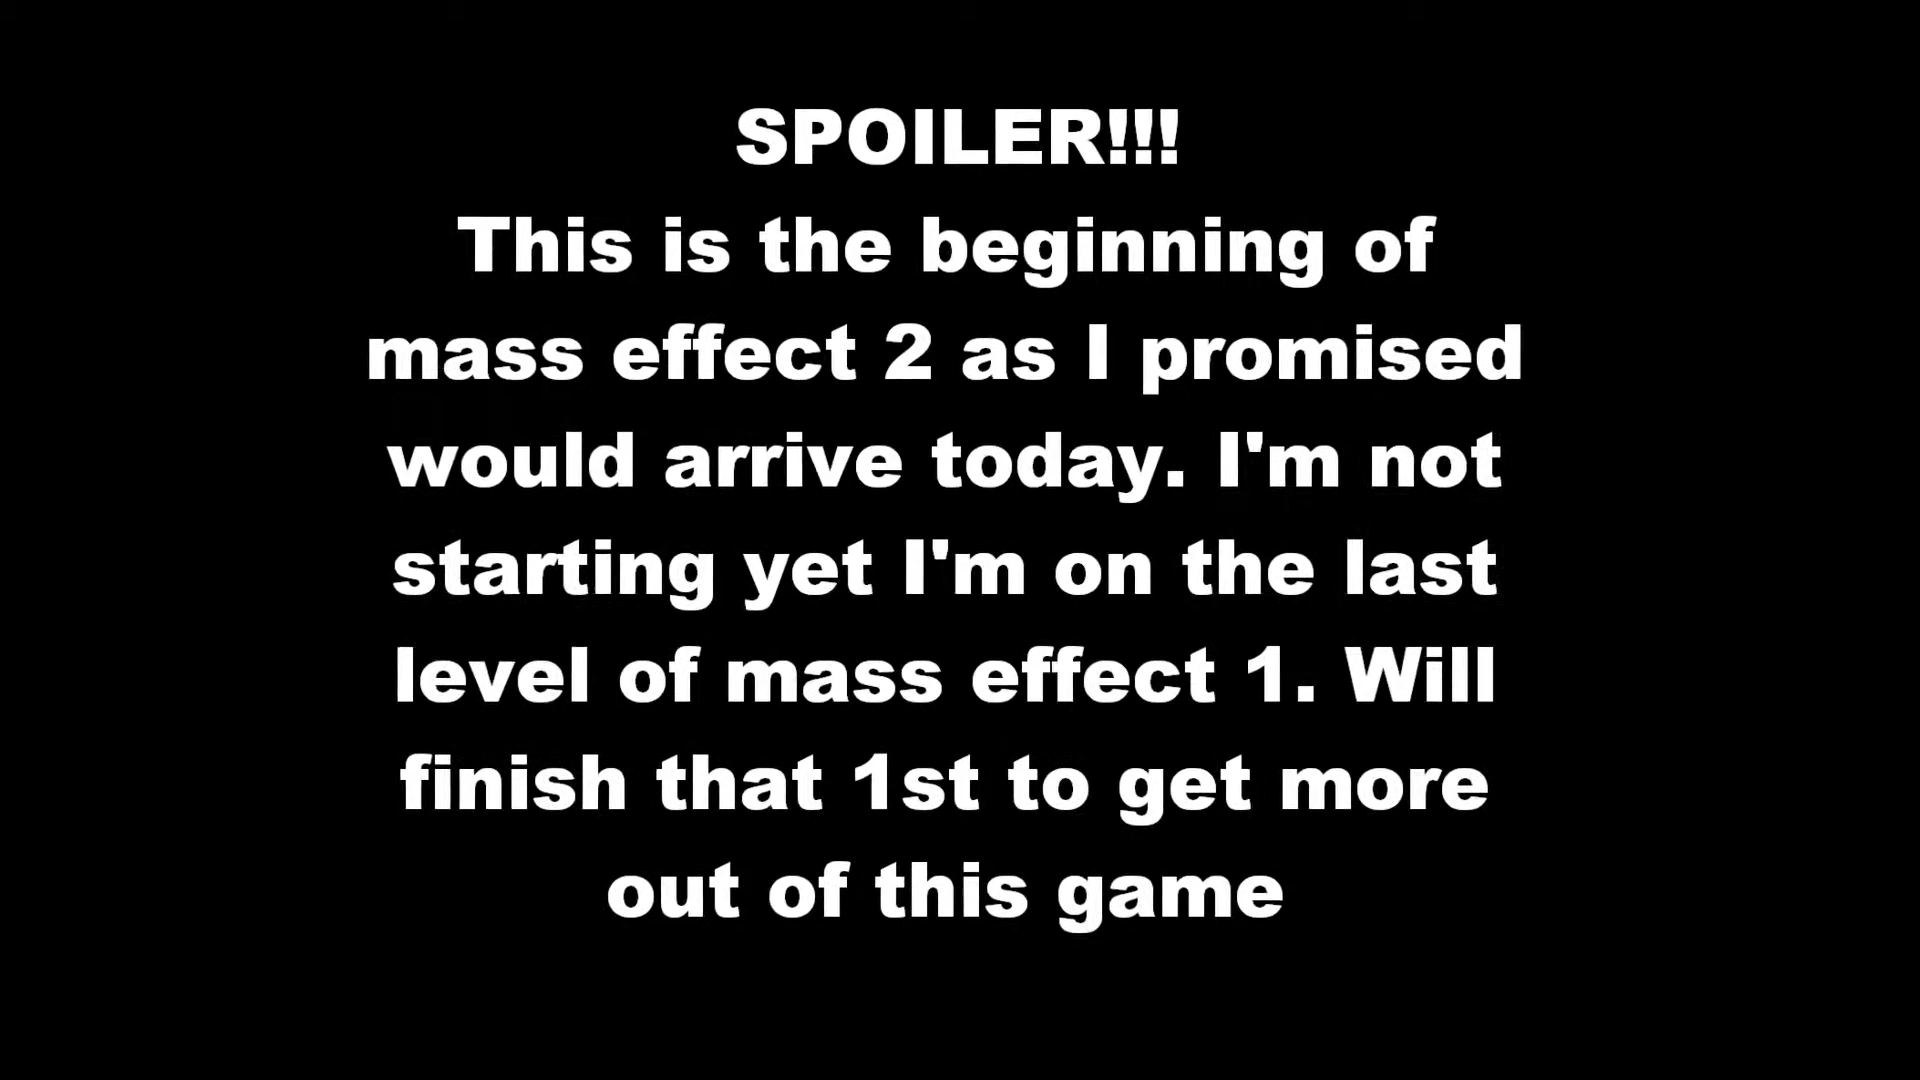 SPOILER!!!
This is the beginning of
mass effect 2 as I promised
would arrive today. I'm not
starting yet I'm on the last
level of mass effect 1. Will
finish that 1st to get more
out of this game